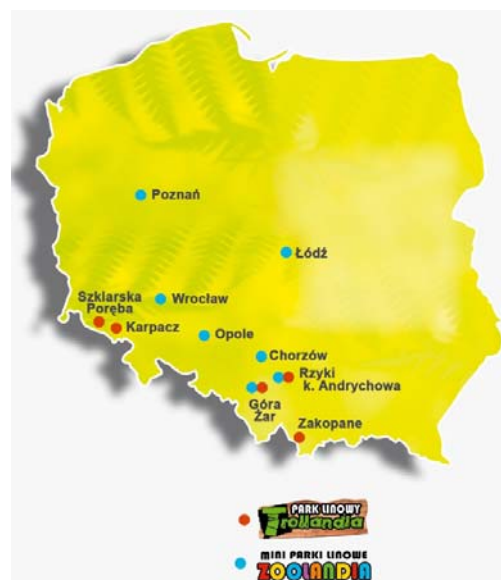 Poznań
Łódź
Szklarska
Poręba
Wrocław
Karpacz
Opole
Chorzów
Rzyki
k. Andrychowa
Góra
Żar
Zakopane
PARK LINOWY
Trollandia
MINI PARKI LINOWE
ZOOLANDIA